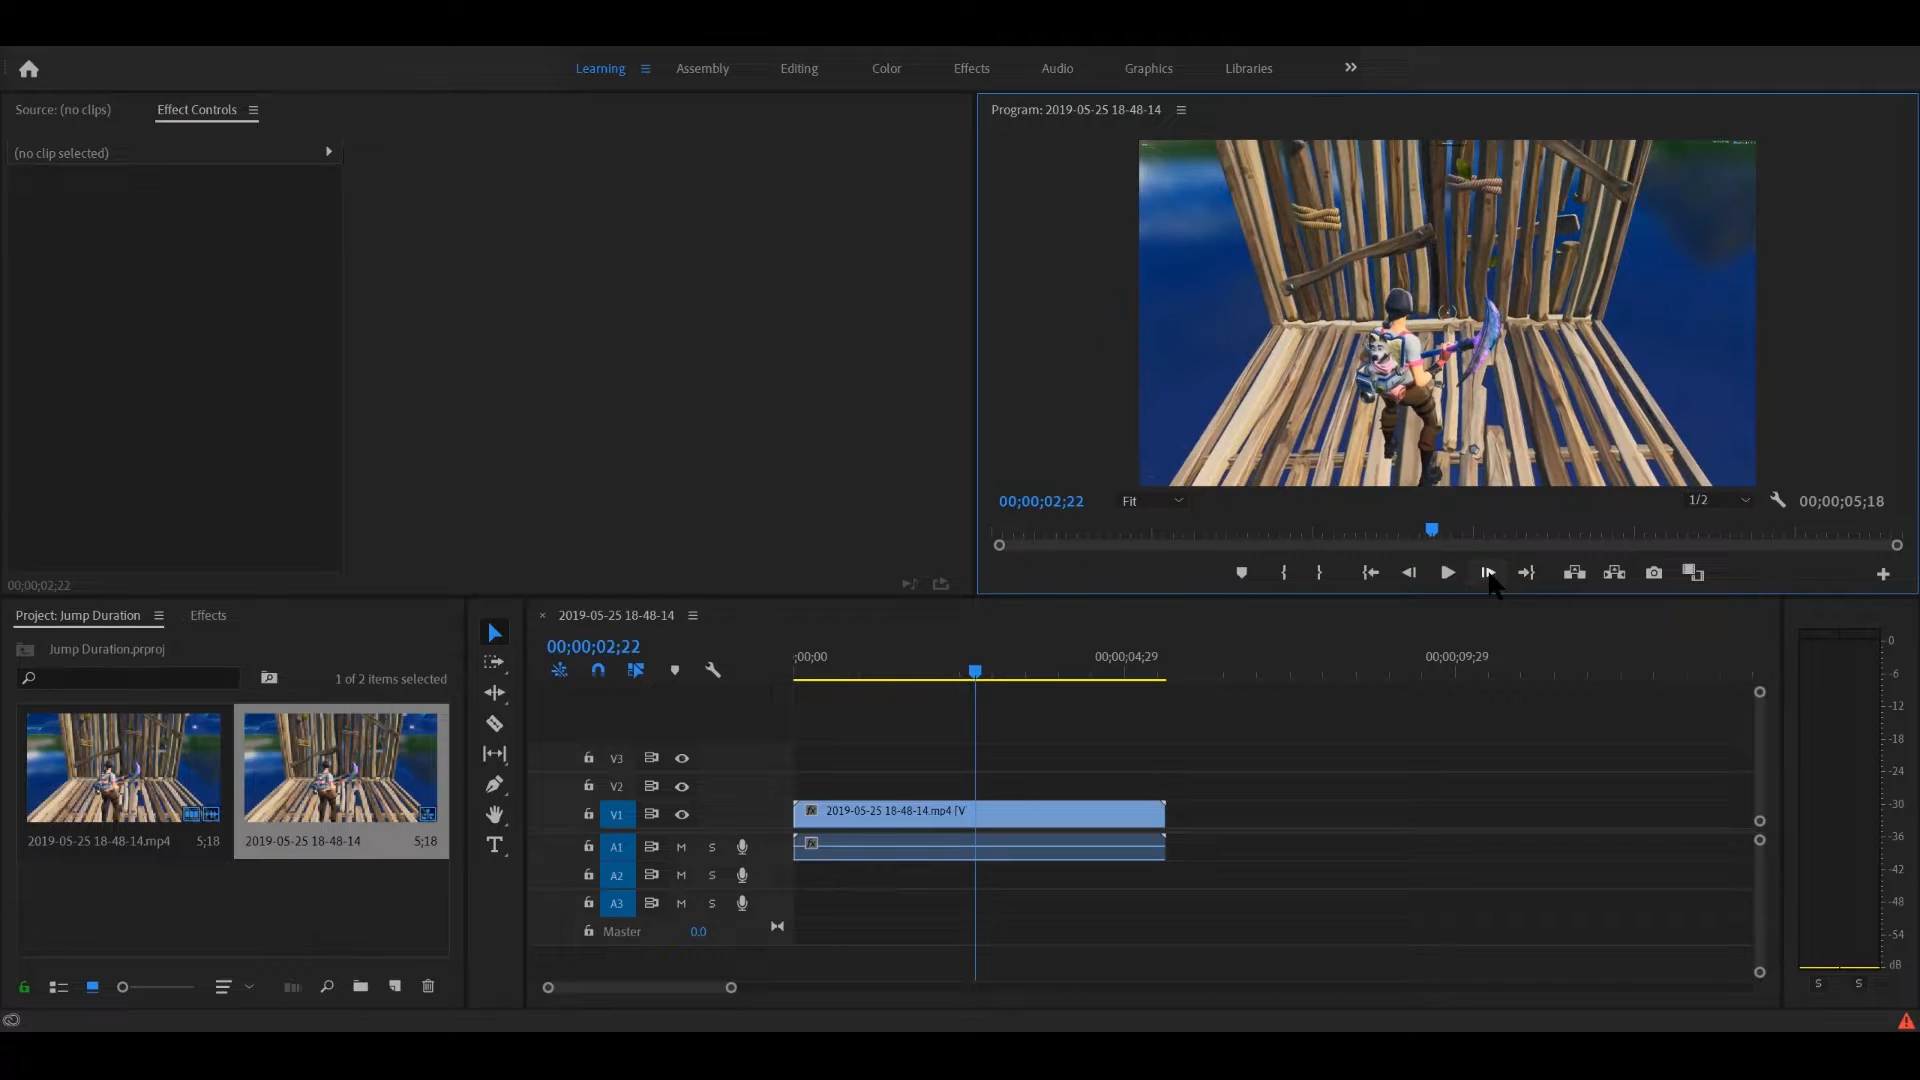 Learning Assembly Editing Color Effects Audio Graphics Libraries
Source: (no clips) Effect Controls
(no clip selected)
00;00;02;22
Program: 2019-05-25 18-48-14
00;00;02;22 Fit 1/2 00;00;05;18
Project: Jump Duration Effects
Jump Duration.prproj
1 of 2 items selected
2019-05-25 18-48-14.mp4 5;18
2019-05-25 18-48-14 5;18
× 2019-05-25 18-48-14
00;00;02;22
;00;00 00;00;04;29 00;00;09;29
V3
V2
V1 2019-05-25 18-48-14.mp4 [V
fx
A1 M S
fx
A2 M S
A3 M S
Master 0.0
0
-6
-12
-18
-24
-30
-36
-42
-48
-54
dB
S S
T